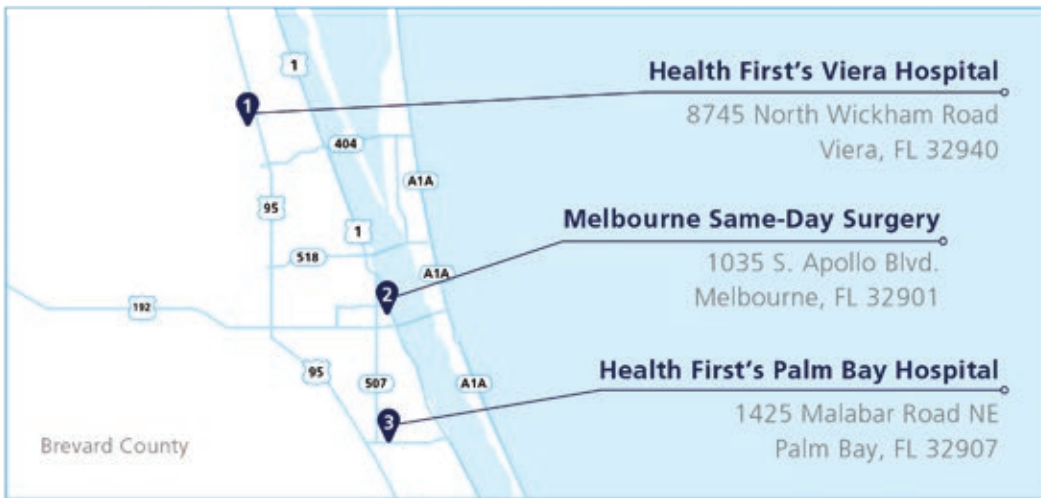 1
1
404
A1A
95
1
518
A1A
2
192
95
507
A1A
3
Brevard County
Health First's Viera Hospital
8745 North Wickham Road
Viera, FL 32940
Melbourne Same-Day Surgery
1035 S. Apollo Blvd.
Melbourne, FL 32901
Health First's Palm Bay Hospital
1425 Malabar Road NE
Palm Bay, FL 32907